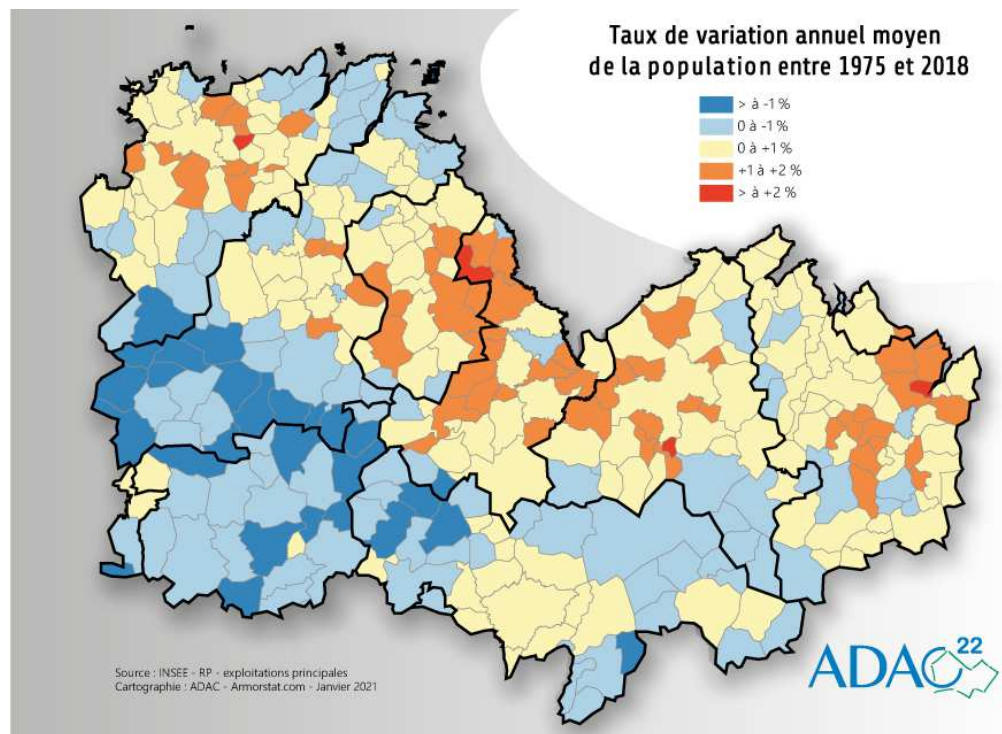 Taux de variation annuel moyen
de la population entre 1975 et 2018
> à -1 %
0 à -1 %
0 à +1 %
+1 à +2 %
> à +2 %
Source : INSEE - RP - exploitations principales
Cartographie : ADAC - Armorstat.com - Janvier 2021
ADAC 22